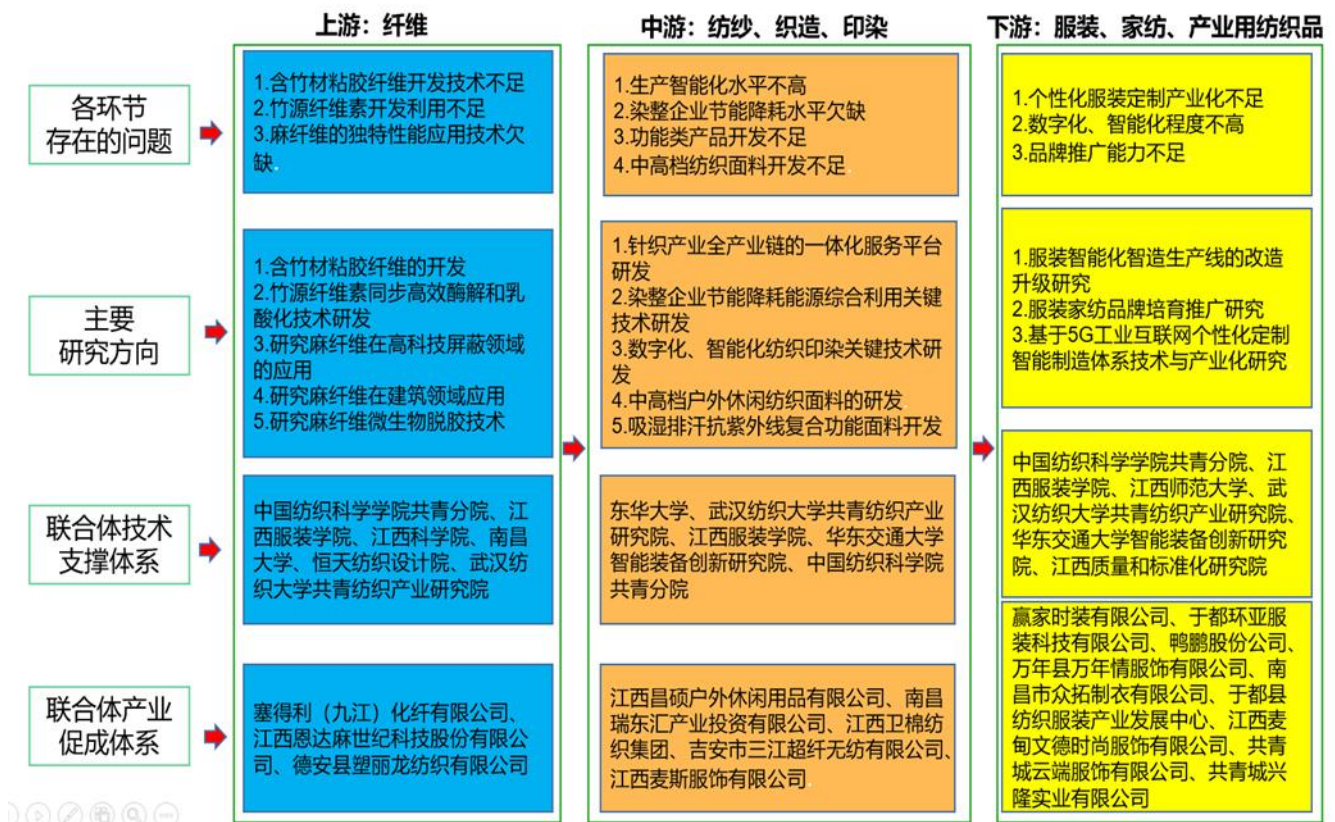 上游：纤维
中游：纺纱、织造、印染
下游：服装、家纺、产业用纺织品
各环节
存在的问题
1.含竹材粘胶纤维开发技术不足
2.竹源纤维素开发利用不足
3.麻纤维的独特性能应用技术欠
缺.
1.生产智能化水平不高
2.染整企业节能降耗水平欠缺
3.功能类产品开发不足
4.中高档纺织面料开发不足.
1.个性化服装定制产业化不足
2.数字化、智能化程度不高
3.品牌推广能力不足
主要
研究方向
1.含竹材粘胶纤维的开发
2.竹源纤维素同步高效酶解和乳
酸化技术研发
3.研究麻纤维在高科技屏蔽领域
的应用
4.研究麻纤维在建筑领域应用
5.研究麻纤维微生物脱胶技术
1.针织产业全产业链的一体化服务平台
研发
2.染整企业节能降耗能源综合利用关键
技术研发
3.数字化、智能化纺织印染关键技术研
发
4.中高档户外休闲纺织面料的研发.
5.吸湿排汗抗紫外线复合功能面料开发
1.服装智能化智造生产线的改造
升级研究
2.服装家纺品牌培育推广研究
3.基于5G工业互联网个性化定制
智能制造体系技术与产业化研究.
联合体技术
支撑体系
中国纺织科学学院共青分院、江
西服装学院、江西科学院、南昌
大学、恒天纺织设计院、武汉纺
织大学共青纺织产业研究院
东华大学、武汉纺织大学共青纺织产业
研究院、江西服装学院、华东交通大学
智能装备创新研究院、中国纺织科学院
共青分院
中国纺织科学学院共青分院、江
西服装学院、江西师范大学、武
汉纺织大学共青纺织产业研究院、
华东交通大学智能装备创新研究
院、江西质量和标准化研究院
联合体产业
促成体系
塞得利（九江）化纤有限公司、
江西恩达麻世纪科技股份有限公
司、德安县塑丽龙纺织有限公司
江西昌硕户外休闲用品有限公司、南昌
瑞东汇产业投资有限公司、江西卫棉纺
织集团、吉安市三江超纤无纺有限公司、
江西麦斯服饰有限公司.
赢家时装有限公司、于都环亚服
装科技有限公司、鸭鹏股份公司、
万年县万年情服饰有限公司、南
昌市众拓制衣有限公司、于都县
纺织服装产业发展中心、江西麦
甸文德时尚服饰有限公司、共青
城云端服饰有限公司、共青城兴
隆实业有限公司